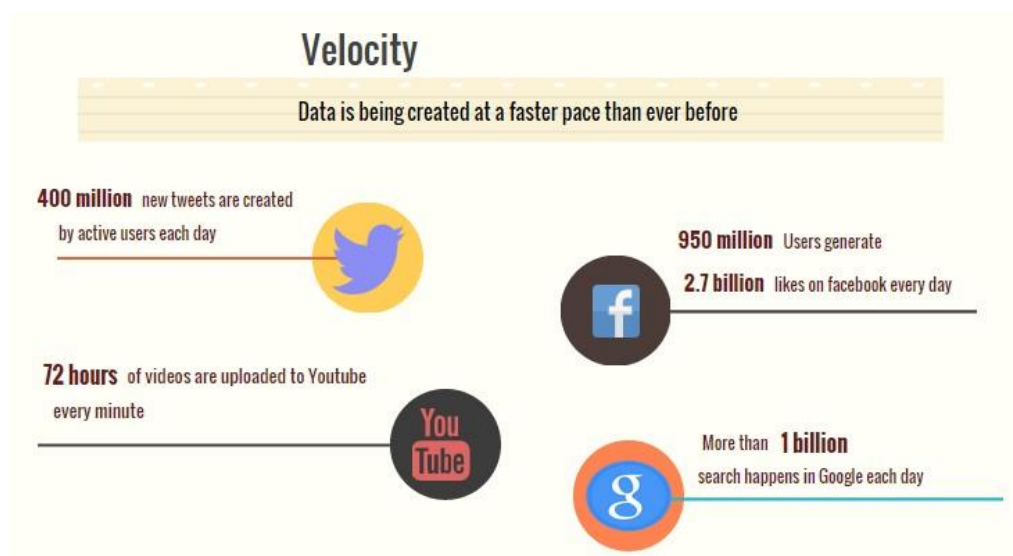 Velocity
Data is being created at a faster pace than ever before
400 million new tweets are created
by active users each day
950 million Users generate
2.7 billion likes on facebook every day
f
72 hours of videos are uploaded to Youtube
every minute
You
Tube
More than 1 billion
search happens in Google each day
g